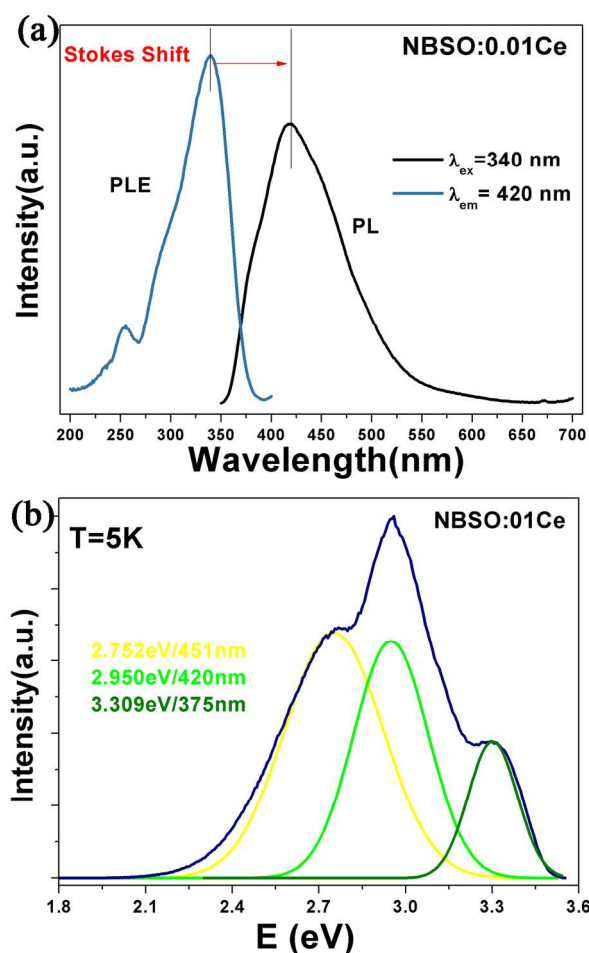 (a)
Stokes Shift
NBSO:0.01Ce
PLE
PL
λex=340 nm
λem= 420 nm
Intensity(a.u.)
200 250 300 350 400 450 500 550 600 650 700
Wavelength(nm)
(b)
T=5K
NBSO:01Ce
2.752eV/451nm
2.950eV/420nm
3.309eV/375nm
Intensity(a.u.)
1.8 2.1 2.4 2.7 3.0 3.3 3.6
E (eV)